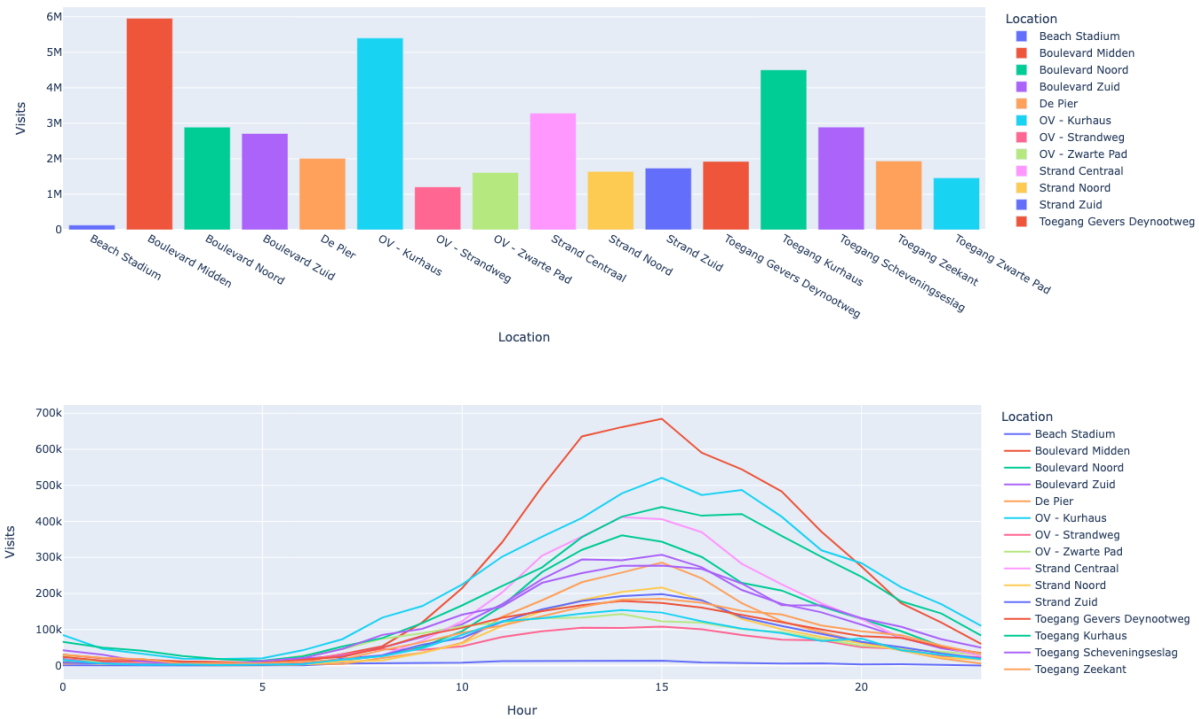 6M
5M
4M
3M
2M
1M
0
Visits
Beach Stadium
Boulevard Midden
Boulevard Noord
Boulevard Zuid
De Pier
OV - Kurhaus
OV - Strandweg
OV - Zwarte Pad
Strand Centraal
Strand Noord
Strand Zuid
Toegang Gevers Deynootweg
Toegang Kurhaus
Toegang Scheveningseslag
Toegang Zeekant
Toegang Zwarte Pad
Location
Location
Beach Stadium
Boulevard Midden
Boulevard Noord
Boulevard Zuid
De Pier
OV - Kurhaus
OV - Strandweg
OV - Zwarte Pad
Strand Centraal
Strand Noord
Strand Zuid
Toegang Gevers Deynootweg
700k
600k
500k
400k
300k
200k
100k
0
Visits
0
5
10
15
20
Hour
Location
Beach Stadium
Boulevard Midden
Boulevard Noord
Boulevard Zuid
De Pier
OV - Kurhaus
OV - Strandweg
OV - Zwarte Pad
Strand Centraal
Strand Noord
Strand Zuid
Toegang Gevers Deynootweg
Toegang Kurhaus
Toegang Scheveningseslag
Toegang Zeekant